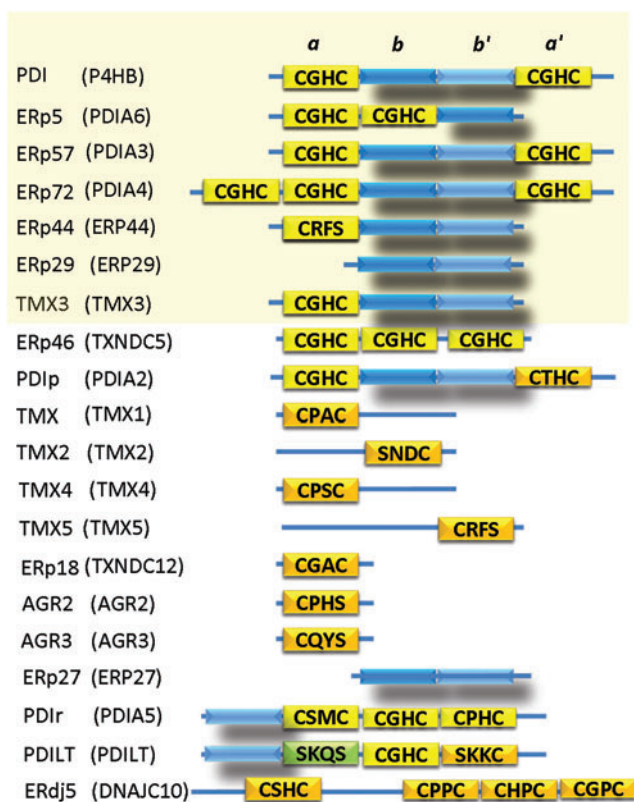 a b b' a'
PDI (P4HB) CGHC CGHC
ERp5 (PDIA6) CGHC CGHC
ERp57 (PDIA3) CGHC CGHC
ERp72 (PDIA4) CGHC CGHC CGHC
ERp44 (ERP44) CRFS
ERp29 (ERP29)
TMX3 (TMX3) CGHC
ERp46 (TXNDC5) CGHC CGHC CGHC
PDIp (PDIA2) CGHC CTHC
TMX (TMX1) CPAC
TMX2 (TMX2) SNDC
TMX4 (TMX4) CPSC
TMX5 (TMX5) CRFS
ERp18 (TXNDC12) CGAC
AGR2 (AGR2) CPHS
AGR3 (AGR3) CQYS
ERp27 (ERP27)
PDIr (PDIA5) CSMC CGHC CPHC
PDILT (PDILT) SKQS CGHC SKKC
ERdj5 (DNAJC10) CSHC CPPC CHPC CGPC